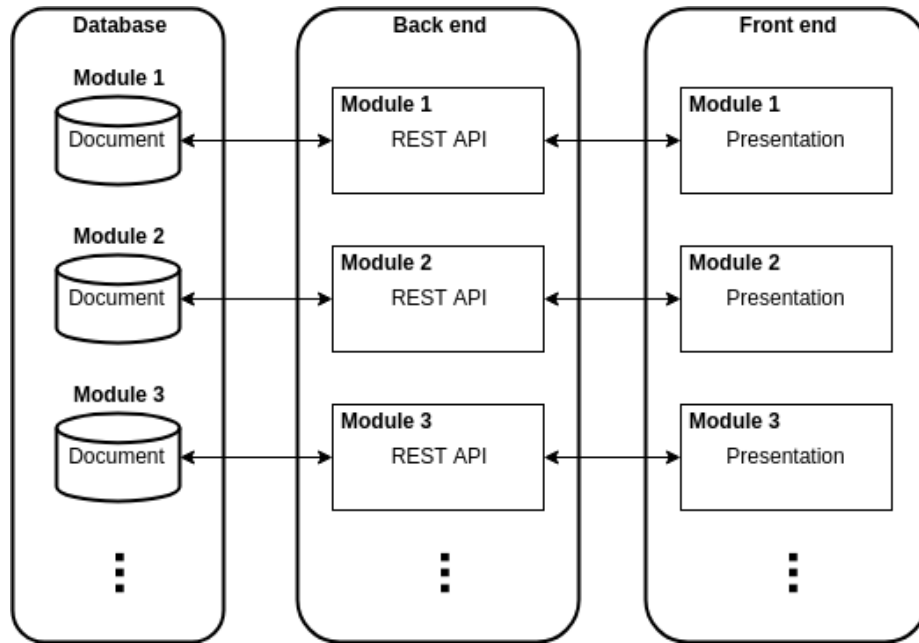 Database
Back end
Front end
Module 1
Document
Module 1
REST API
Module 1
Presentation
Module 2
Document
Module 2
REST API
Module 2
Presentation
Module 3
Document
Module 3
REST API
Module 3
Presentation